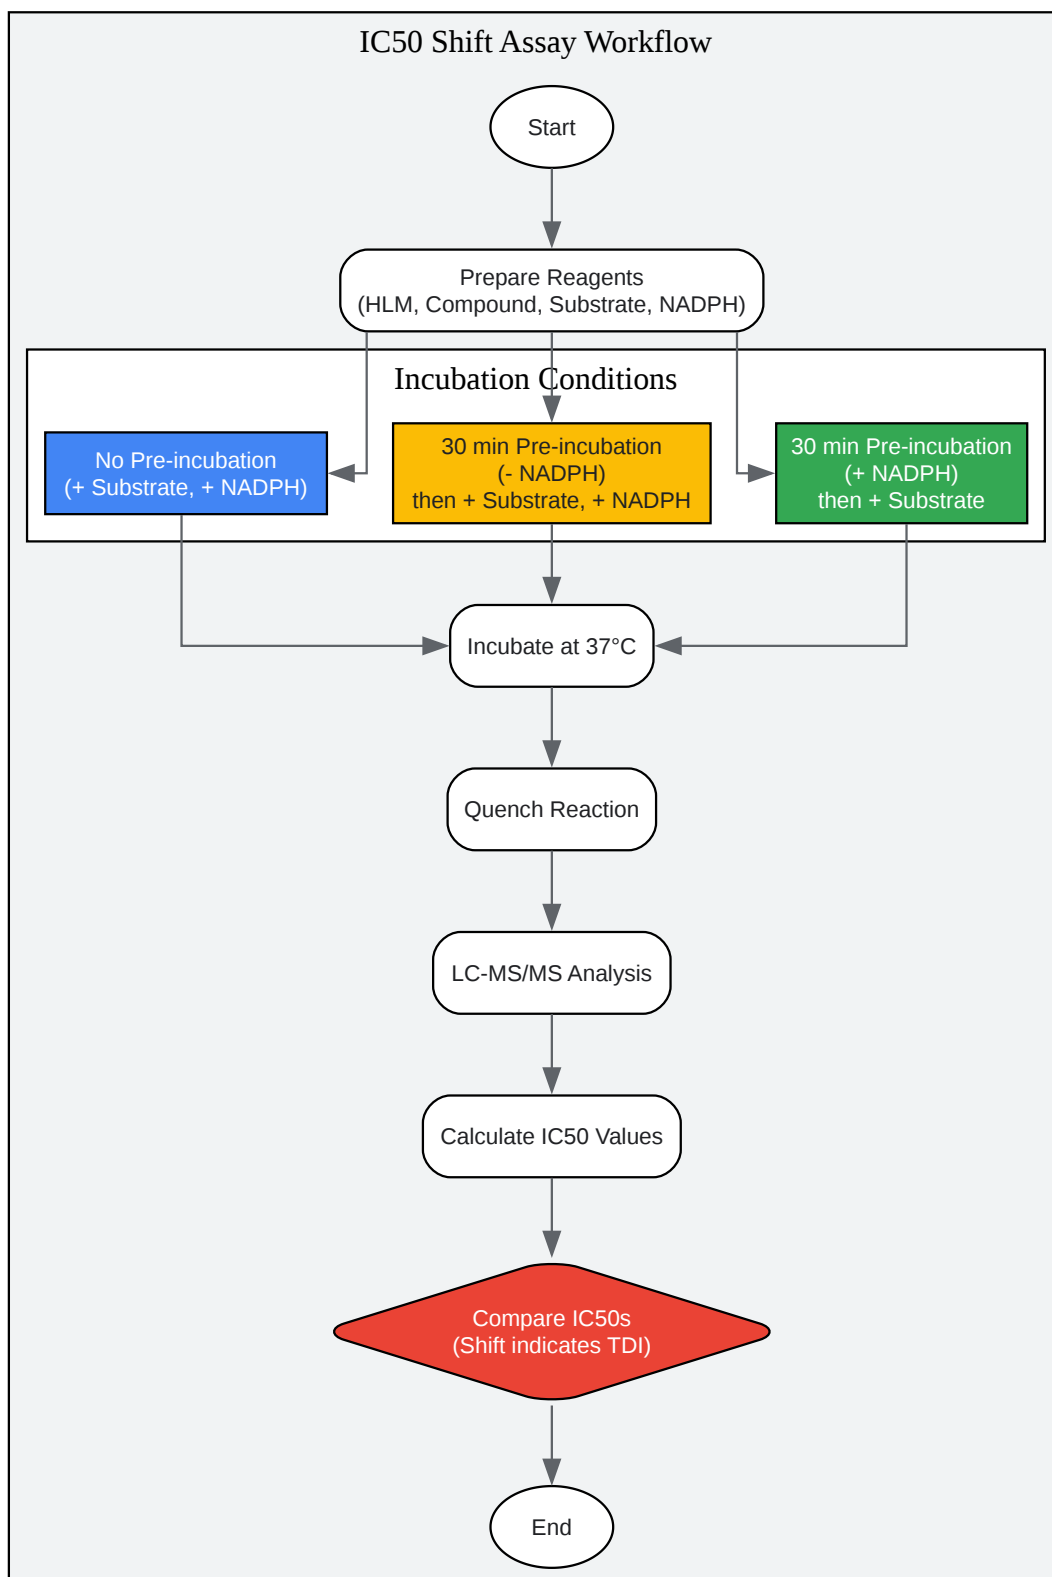 IC50 Shift Assay Workflow
Start
Prepare Reagents
(HLM, Compound, Substrate, NADPH)
Incubation Conditions
No Pre-incubation
(+ Substrate, + NADPH)
30 min Pre-incubation
(- NADPH)
then + Substrate, + NADPH
30 min Pre-incubation
(+ NADPH)
then + Substrate
Incubate at 37°C
Quench Reaction
LC-MS/MS Analysis
Calculate IC50 Values
Compare IC50s
(Shift indicates TDI)
End